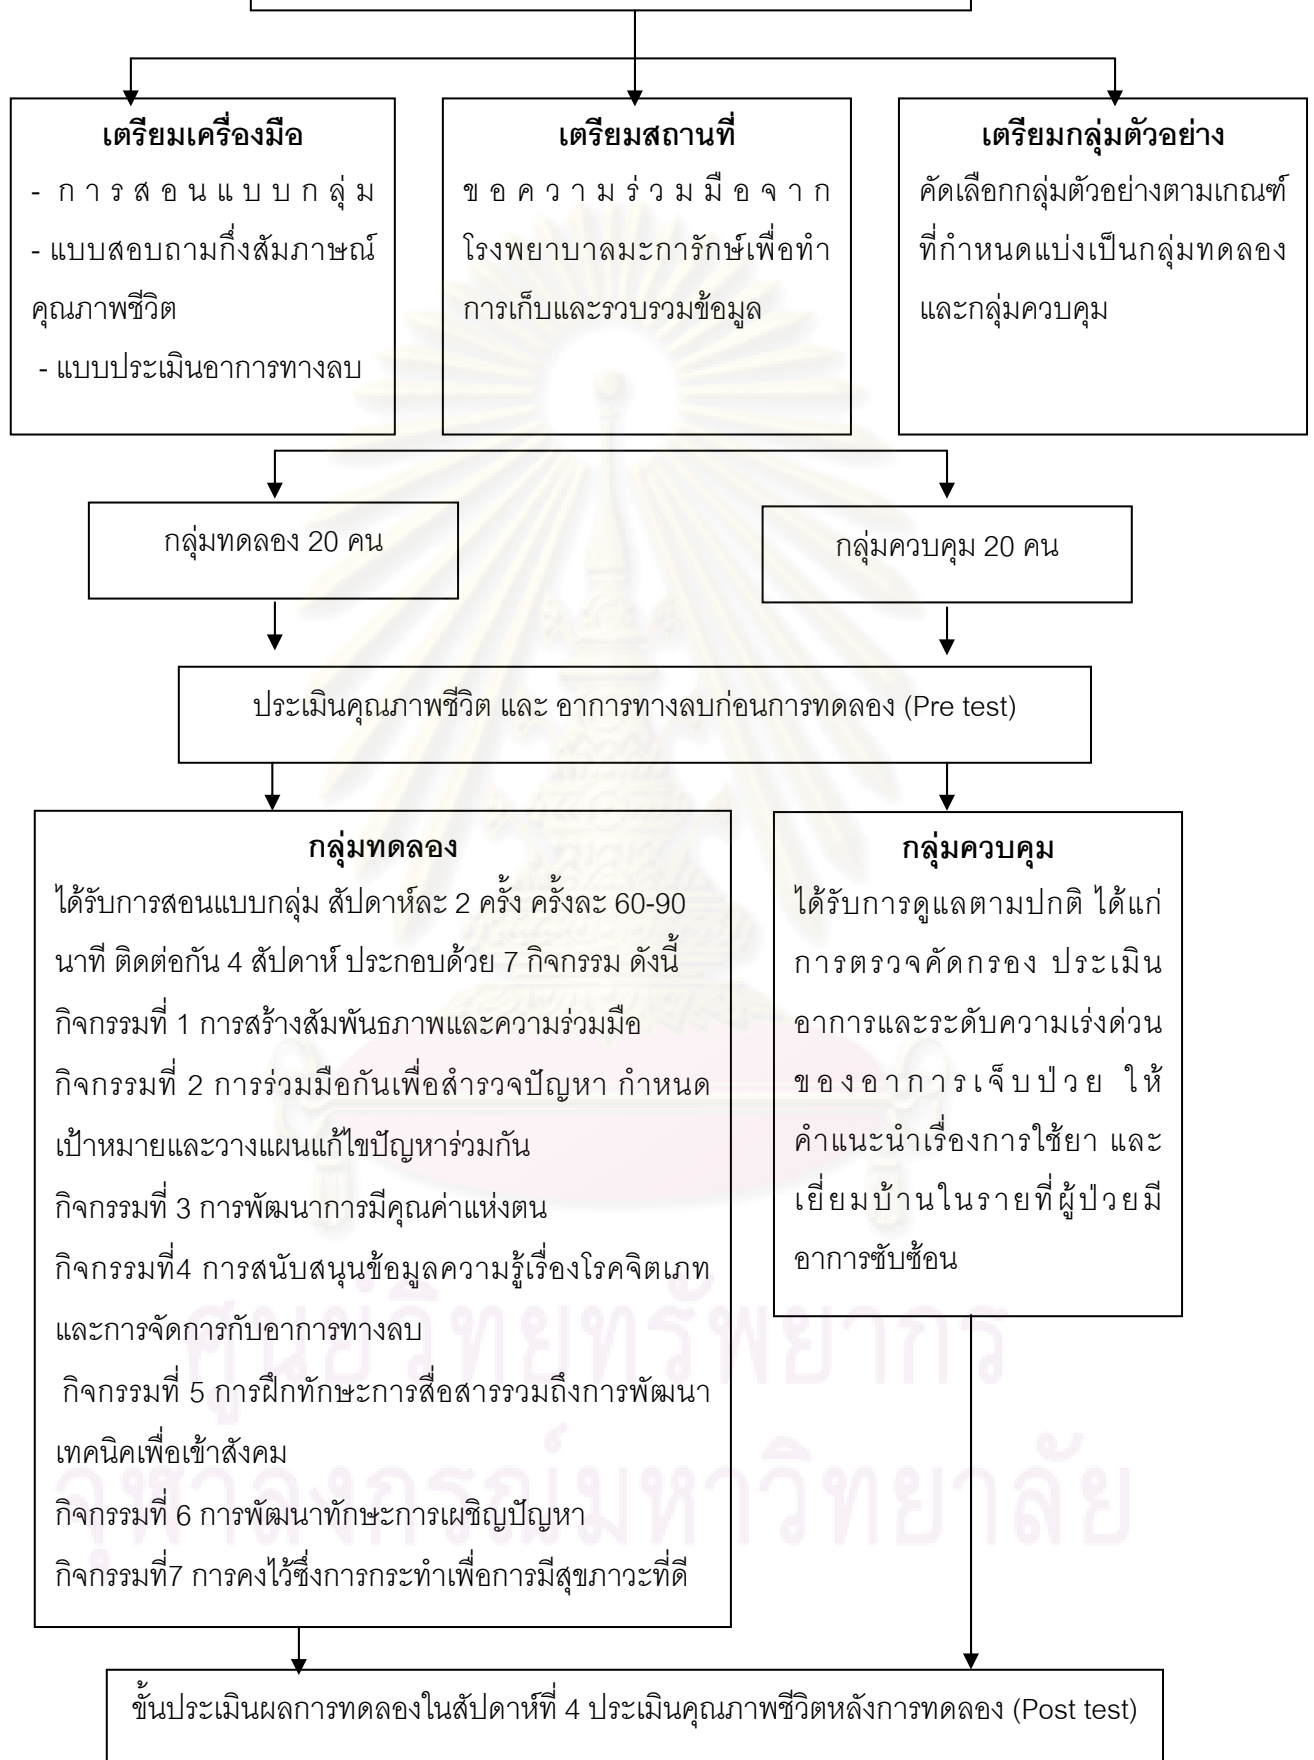 เตรียมเครื่องมือ
- การสอนแบบกลุ่ม
- แบบสอบถามกึ่งสัมภาษณ์
คุณภาพชีวิต
- แบบประเมินอาการทางลบ
เตรียมสถานที่
ขอความร่วมมือจาก
โรงพยาบาลมะการักษ์เพื่อทำ
การเก็บและรวบรวมข้อมูล
เตรียมกลุ่มตัวอย่าง
คัดเลือกกลุ่มตัวอย่างตามเกณฑ์
ที่กำหนดแบ่งเป็นกลุ่มทดลอง
และกลุ่มควบคุม
กลุ่มทดลอง 20 คน
กลุ่มควบคุม 20 คน
ประเมินคุณภาพชีวิต และ อาการทางลบก่อนการทดลอง (Pre test)
กลุ่มทดลอง
ได้รับการสอนแบบกลุ่ม สัปดาห์ละ 2 ครั้ง ครั้งละ 60-90
นาที ติดต่อกัน 4 สัปดาห์ ประกอบด้วย 7 กิจกรรม ดังนี้
กิจกรรมที่ 1 การสร้างสัมพันธภาพและความร่วมมือ
กิจกรรมที่ 2 การร่วมมือกันเพื่อสำรวจปัญหา กำหนด
เป้าหมายและวางแผนแก้ไขปัญหาร่วมกัน
กิจกรรมที่ 3 การพัฒนาการมีคุณค่าแห่งตน
กิจกรรมที่4 การสนับสนุนข้อมูลความรู้เรื่องโรคจิตเภท
และการจัดการกับอาการทางลบ
กิจกรรมที่ 5 การฝึกทักษะการสื่อสารรวมถึงการพัฒนา
เทคนิคเพื่อเข้าสังคม
กิจกรรมที่ 6 การพัฒนาทักษะการเผชิญปัญหา
กิจกรรมที่7 การคงไว้ซึ่งการกระทำเพื่อการมีสุขภาวะที่ดี
กลุ่มควบคุม
ได้รับการดูแลตามปกติ ได้แก่
การตรวจคัดกรอง ประเมิน
อาการและระดับความเร่งด่วน
ของอาการเจ็บป่วย ให้
คำแนะนำเรื่องการใช้ยา และ
เยี่ยมบ้านในรายที่ผู้ป่วยมี
อาการซับซ้อน
ศูนย์วิทยทรัพยากร
จุฬาลงกรณ์มหาวิทยาลัย
ขั้นประเมินผลการทดลองในสัปดาห์ที่ 4 ประเมินคุณภาพชีวิตหลังการทดลอง (Post test)